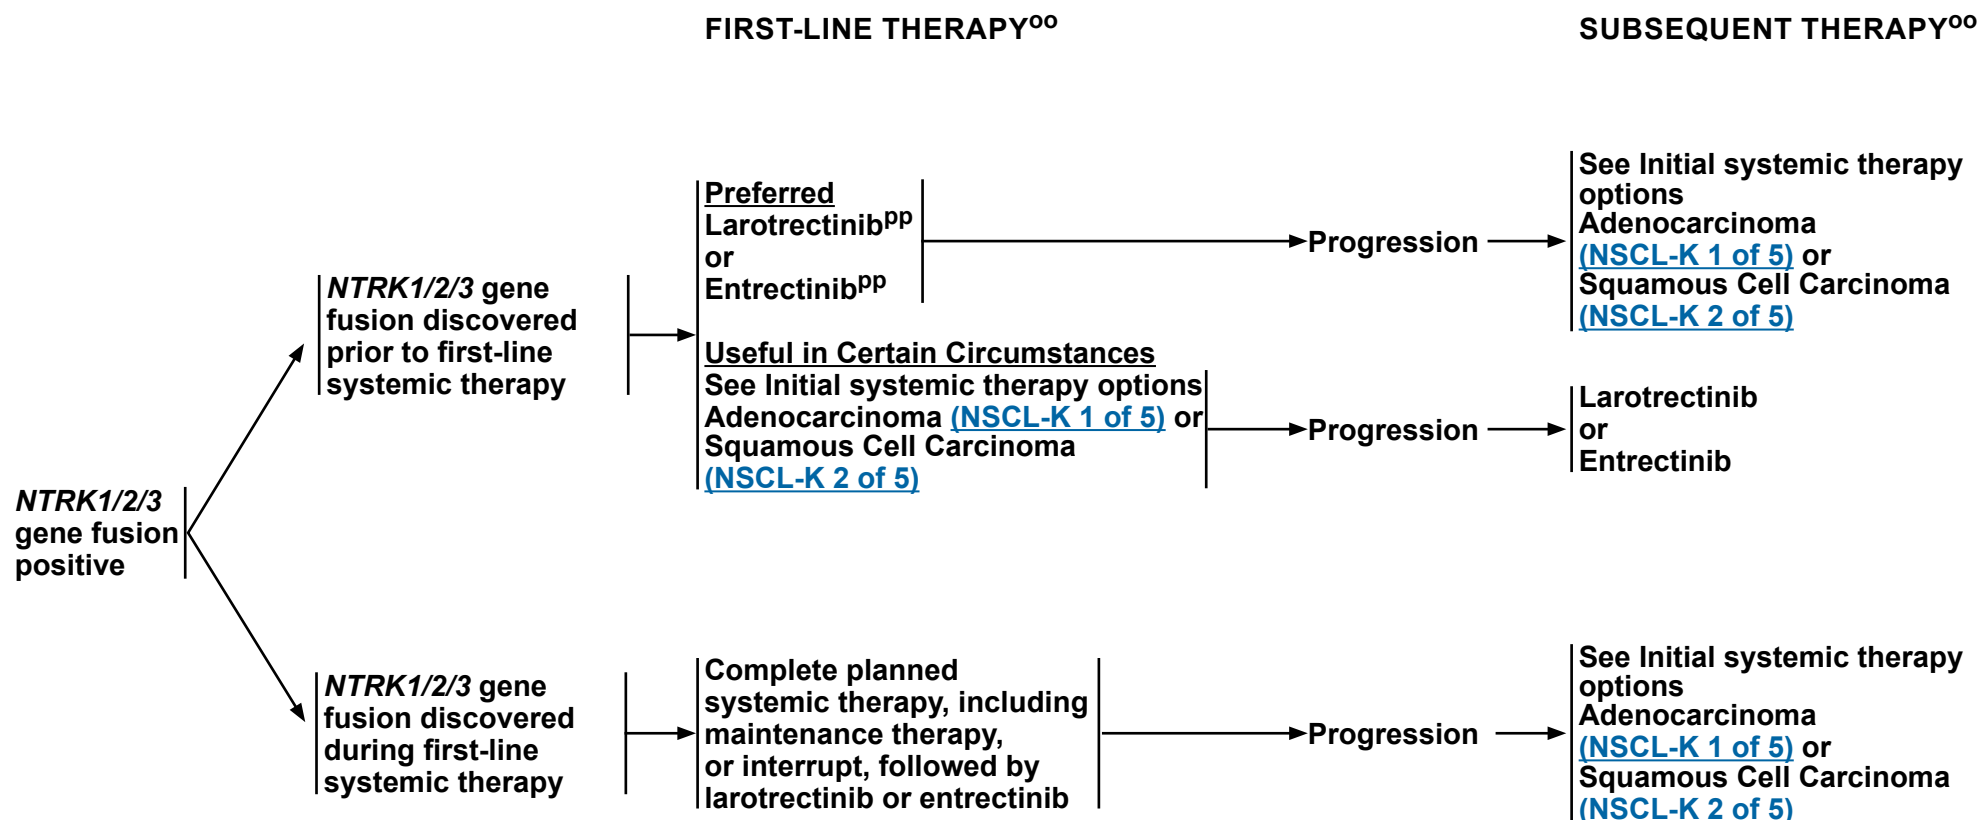 FIRST-LINE THERAPYoo
SUBSEQUENT THERAPYoo
NTRK1/2/3
gene fusion
positive
NTRK1/2/3 gene
fusion discovered
prior to first-line
systemic therapy
Preferred
Larotrectinibpp
or
Entrectinibpp
Progression
See Initial systemic therapy
options
Adenocarcinoma
(NSCL-K 1 of 5) or
Squamous Cell Carcinoma
(NSCL-K 2 of 5)
Useful in Certain Circumstances
See Initial systemic therapy options
Adenocarcinoma (NSCL-K 1 of 5) or
Squamous Cell Carcinoma
(NSCL-K 2 of 5)
Progression
Larotrectinib
or
Entrectinib
NTRK1/2/3 gene
fusion discovered
during first-line
systemic therapy
Complete planned
systemic therapy, including
maintenance therapy,
or interrupt, followed by
larotrectinib or entrectinib
Progression
See Initial systemic therapy
options
Adenocarcinoma
(NSCL-K 1 of 5) or
Squamous Cell Carcinoma
(NSCL-K 2 of 5)